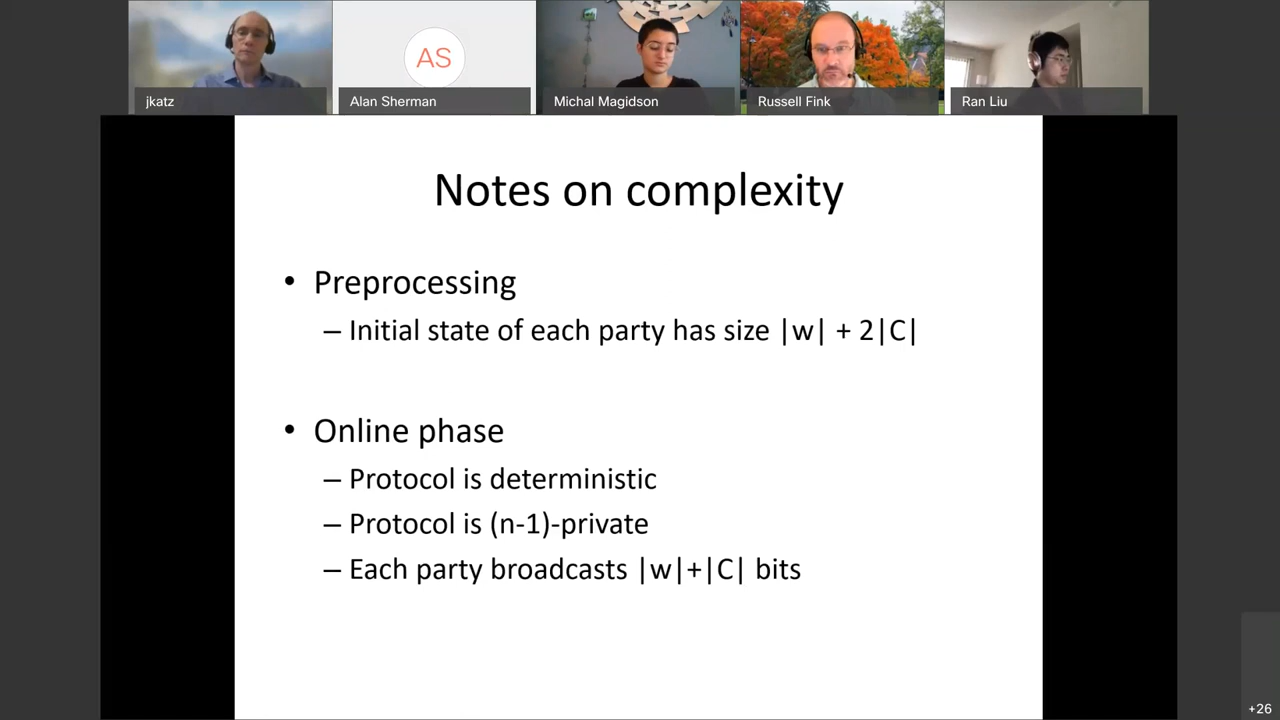 AS
jkatz
Alan Sherman
Michal Magidson
Russell Fink
Ran Liu
Notes on complexity
• Preprocessing
– Initial state of each party has size |w| + 2|C|
• Online phase
– Protocol is deterministic
– Protocol is (n-1)-private
– Each party broadcasts |w|+|C| bits
+26